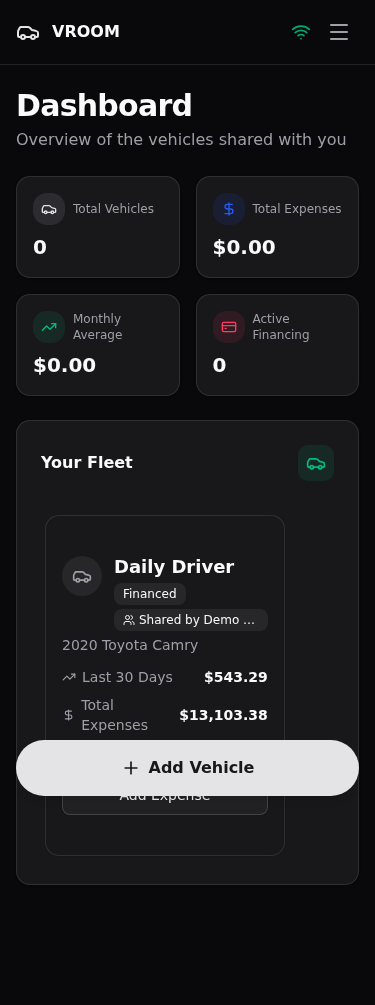 VROOM
Dashboard
Overview of the vehicles shared with you
Total Vehicles
0
Total Expenses
$0.00
Monthly
Average
$0.00
Active
Financing
0
Your Fleet
Daily Driver
Financed
Shared by Demo ...
2020 Toyota Camry
Last 30 Days
$543.29
Total
Expenses
$13,103.38
Add Vehicle
Add Expense